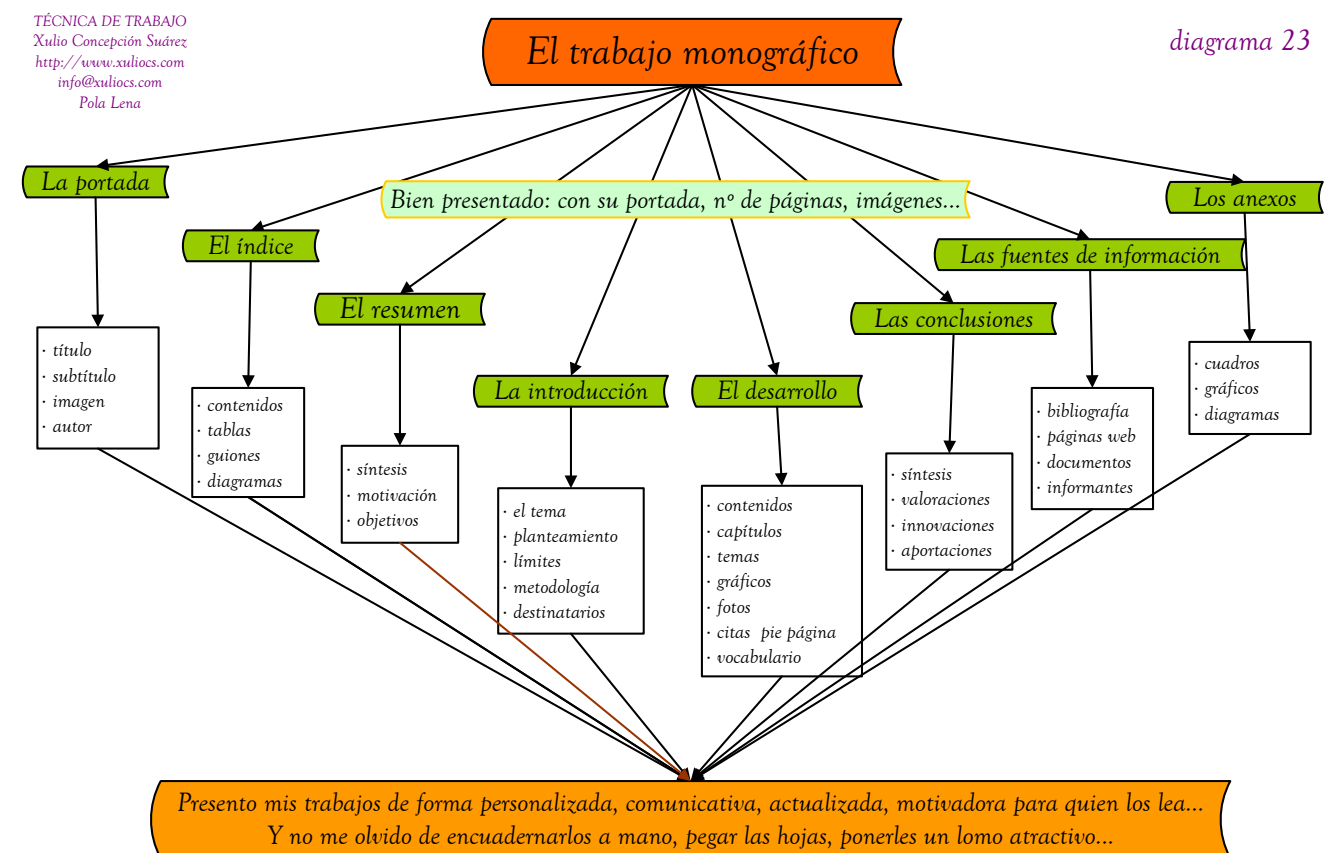 TÉCNICA DE TRABAJO
Xulio Concepción Suárez
http://www.xuliocs.com
info@xuliocs.com
Pola Lena
El trabajo monográfico
diagrama 23
Bien presentado: con su portada, nº de páginas, imágenes...
La portada
· título
· subtítulo
· imagen
· autor
El índice
· contenidos
· tablas
· guiones
· diagramas
El resumen
· síntesis
· motivación
· objetivos
La introducción
· el tema
· planteamiento
· límites
· metodología
· destinatarios
El desarrollo
· contenidos
· capítulos
· temas
· gráficos
· fotos
· citas pie página
· vocabulario
Las conclusiones
· síntesis
· valoraciones
· innovaciones
· aportaciones
Las fuentes de información
· bibliografía
· páginas web
· documentos
· informantes
Los anexos
· cuadros
· gráficos
· diagramas
Presento mis trabajos de forma personalizada, comunicativa, actualizada, motivadora para quien los lea...
Y no me olvido de encuadernarlos a mano, pegar las hojas, ponerles un lomo atractivo...